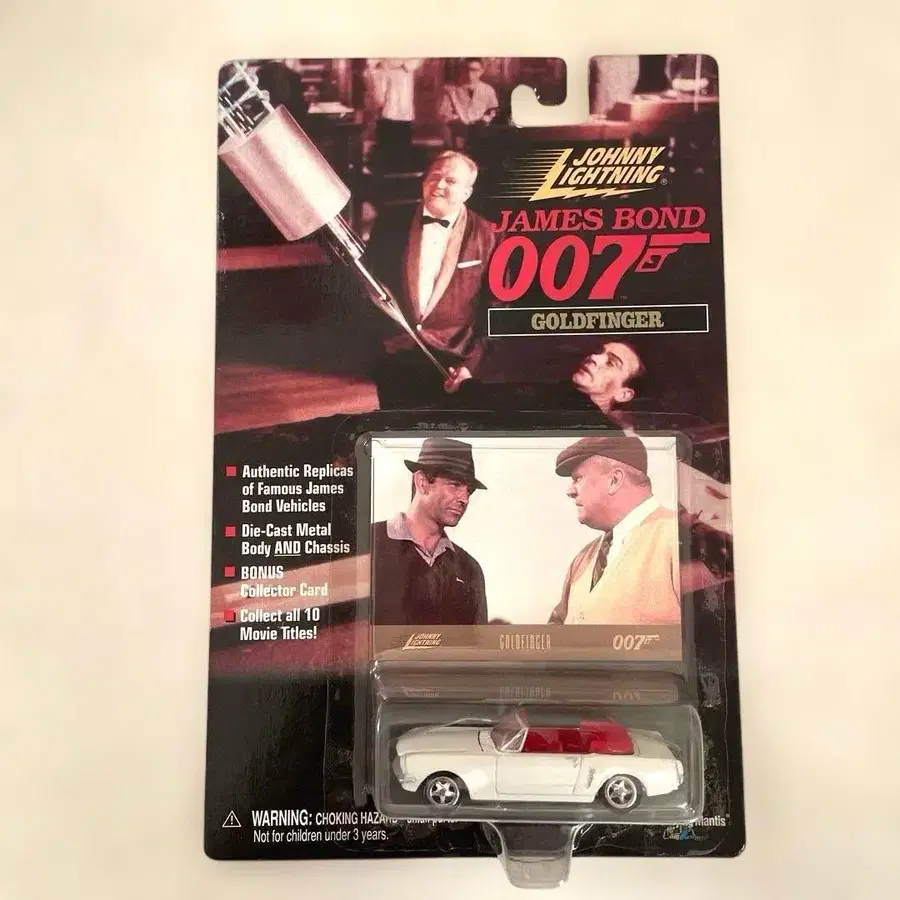 JOHNNY
LIGHTNING®
JAMES BOND
007™
GOLDFINGER
Authentic Replicas
of Famous James
Bond Vehicles
Die-Cast Metal
Body AND Chassis
BONUS
Collector Card
Collect all 10
Movie Titles!
JOHNNY
LIGHTNING
GOLDFINGER
007
GOLDFINGER
WARNING: CHOKING
Not for children under 3 years.